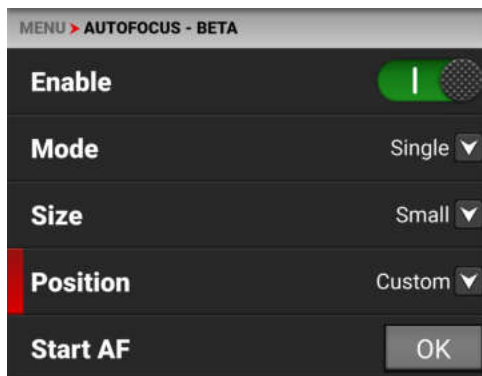 MENU > AUTOFOCUS - BETA
Enable
Mode Single
Size Small
Position Custom
Start AF OK